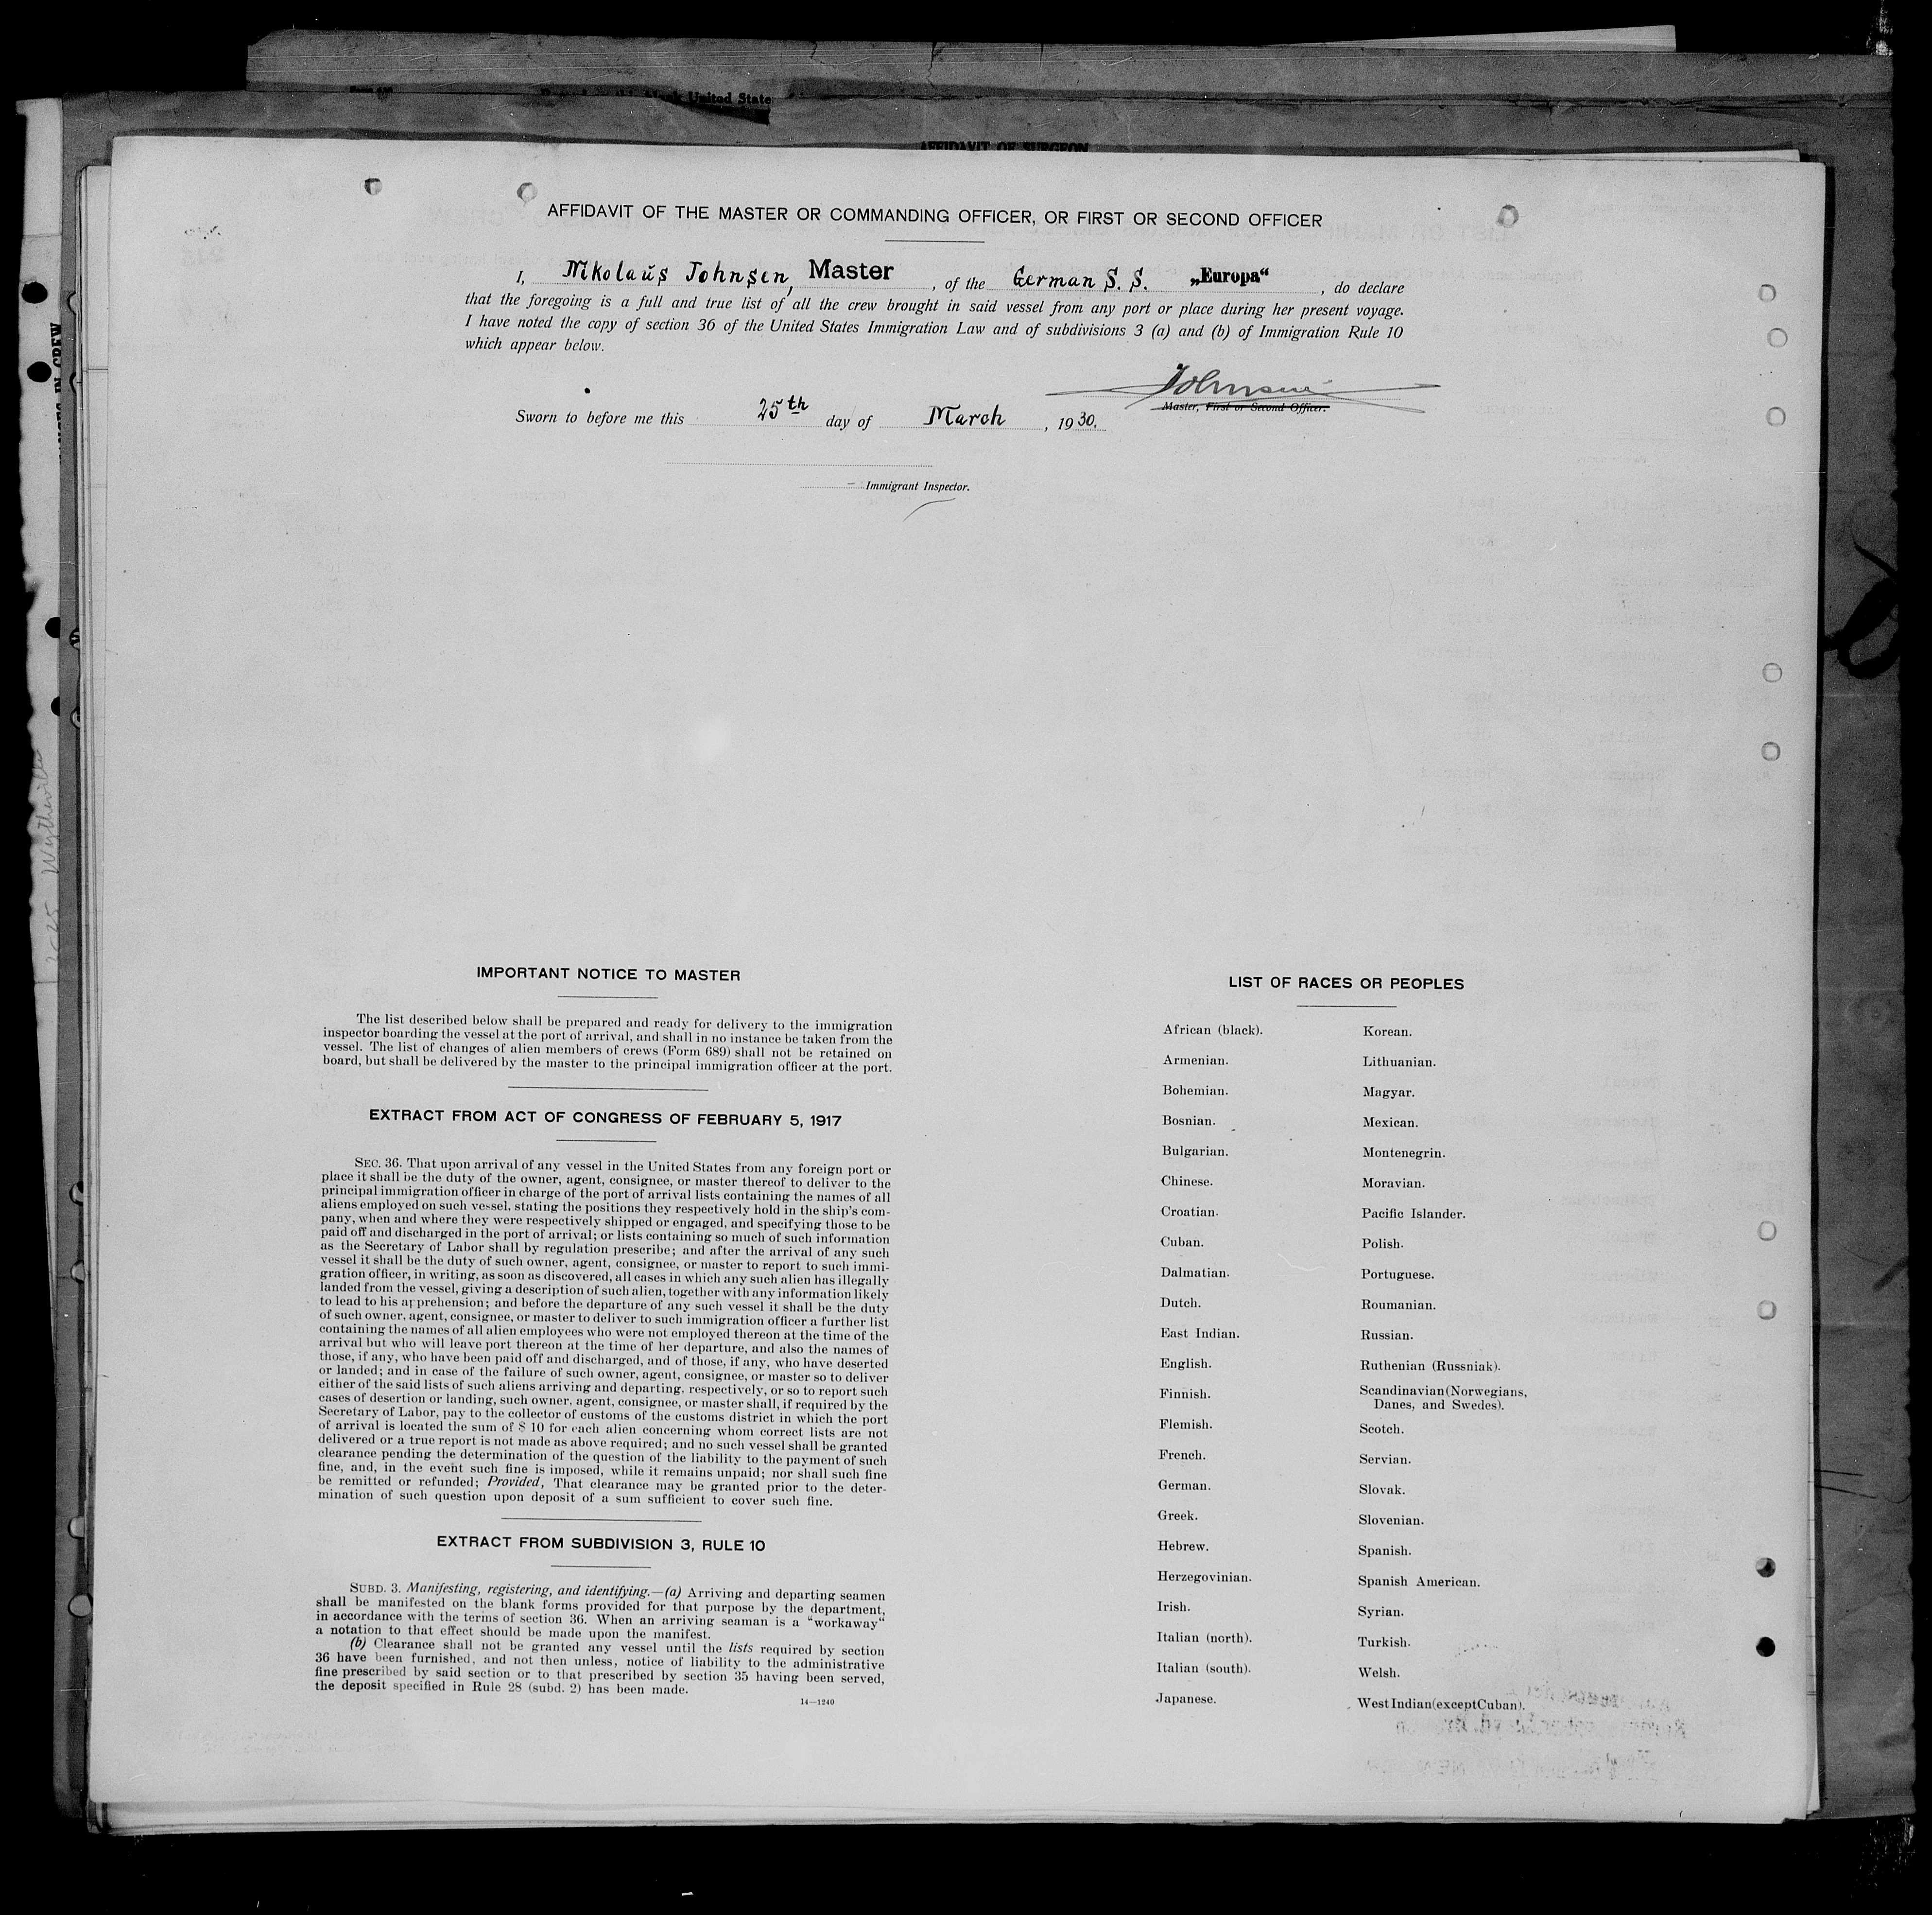 k United State
AFFIDAVIT OF SURGEON
AFFIDAVIT OF THE MASTER OR COMMANDING OFFICER, OR FIRST OR SECOND OFFICER
I, Nikolaus Johnsen, Master, of the German S. S. „Europa“, do declare
that the foregoing is a full and true list of all the crew brought in said vessel from any port or place during her present voyage.
I have noted the copy of section 36 of the United States Immigration Law and of subdivisions 3 (a) and (b) of Immigration Rule 10
which appear below.
Johnsen
Master, First or Second Officer.
Sworn to before me this 25th day of March, 1930.
Immigrant Inspector.
IMPORTANT NOTICE TO MASTER
The list described below shall be prepared and ready for delivery to the immigration
inspector boarding the vessel at the port of arrival, and shall in no instance be taken from the
vessel. The list of changes of alien members of crews (Form 689) shall not be retained on
board, but shall be delivered by the master to the principal immigration officer at the port.
EXTRACT FROM ACT OF CONGRESS OF FEBRUARY 5, 1917
SEC. 36. That upon arrival of any vessel in the United States from any foreign port or
place it shall be the duty of the owner, agent, consignee, or master thereof to deliver to the
principal immigration officer in charge of the port of arrival lists containing the names of all
aliens employed on such vessel, stating the positions they respectively hold in the ship's com-
pany, when and where they were respectively shipped or engaged, and specifying those to be
paid off and discharged in the port of arrival; or lists containing so much of such information
as the Secretary of Labor shall by regulation prescribe; and after the arrival of any such
vessel it shall be the duty of such owner, agent, consignee, or master to report to such immi-
gration officer, in writing, as soon as discovered, all cases in which any such alien has illegally
landed from the vessel, giving a description of such alien, together with any information likely
to lead to his apprehension; and before the departure of any such vessel it shall be the duty
of such owner, agent, consignee, or master to deliver to such immigration officer a further list
containing the names of all alien employees who were not employed thereon at the time of the
arrival but who will leave port thereon at the time of her departure, and also the names of
those, if any, who have been paid off and discharged, and of those, if any, who have deserted
or landed; and in case of the failure of such owner, agent, consignee, or master so to deliver
either of the said lists of such aliens arriving and departing, respectively, or so to report such
cases of desertion or landing, such owner, agent, consignee, or master shall, if required by the
Secretary of Labor, pay to the collector of customs of the customs district in which the port
of arrival is located the sum of $ 10 for each alien concerning whom correct lists are not
delivered or a true report is not made as above required; and no such vessel shall be granted
clearance pending the determination of the question of the liability to the payment of such
fine, and, in the event such fine is imposed, while it remains unpaid; nor shall such fine
be remitted or refunded; Provided, That clearance may be granted prior to the deter-
mination of such question upon deposit of a sum sufficient to cover such fine.
EXTRACT FROM SUBDIVISION 3, RULE 10
SUBD. 3. Manifesting, registering, and identifying.—(a) Arriving and departing seamen
shall be manifested on the blank forms provided for that purpose by the department,
in accordance with the terms of section 36. When an arriving seaman is a “workaway“
a notation to that effect should be made upon the manifest.
(b) Clearance shall not be granted any vessel until the lists required by section
36 have been furnished, and not then unless, notice of liability to the administrative
fine prescribed by said section or to that prescribed by section 35 having been served,
the deposit specified in Rule 28 (subd. 2) has been made.
14—1240
LIST OF RACES OR PEOPLES
African (black).
Armenian.
Bohemian.
Bosnian.
Bulgarian.
Chinese.
Croatian.
Cuban.
Dalmatian.
Dutch.
East Indian.
English.
Finnish.
Flemish.
French.
German.
Greek.
Hebrew.
Herzegovinian.
Irish.
Italian (north).
Italian (south).
Japanese.
Korean.
Lithuanian.
Magyar.
Mexican.
Montenegrin.
Moravian.
Pacific Islander.
Polish.
Portuguese.
Roumanian.
Russian.
Ruthenian (Russniak).
Scandinavian (Norwegians,
Danes, and Swedes).
Scotch.
Servian.
Slovak.
Slovenian.
Spanish.
Spanish American.
Syrian.
Turkish.
Welsh.
West Indian (except Cuban).